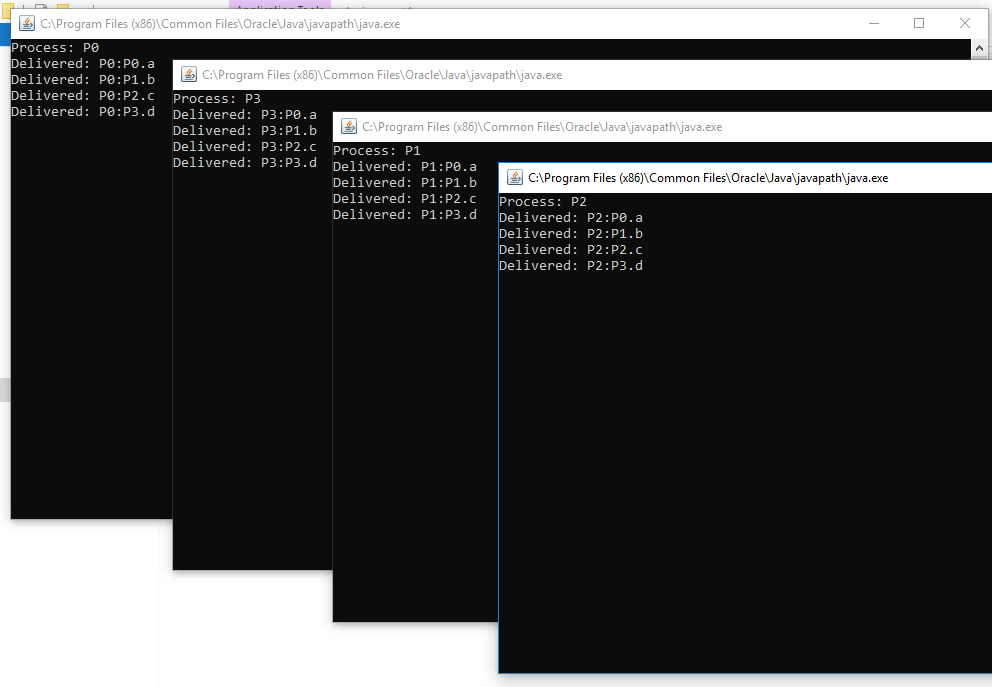 C:\Program Files (x86)\Common Files\Oracle\Java\javapath\java.exe
Process: P0
Delivered: P0:P0.a
Delivered: P0:P1.b
Delivered: P0:P2.c
Delivered: P0:P3.d
C:\Program Files (x86)\Common Files\Oracle\Java\javapath\java.exe
Process: P3
Delivered: P3:P0.a
Delivered: P3:P1.b
Delivered: P3:P2.c
Delivered: P3:P3.d
C:\Program Files (x86)\Common Files\Oracle\Java\javapath\java.exe
Process: P1
Delivered: P1:P0.a
Delivered: P1:P1.b
Delivered: P1:P2.c
Delivered: P1:P3.d
C:\Program Files (x86)\Common Files\Oracle\Java\javapath\java.exe
Process: P2
Delivered: P2:P0.a
Delivered: P2:P1.b
Delivered: P2:P2.c
Delivered: P2:P3.d